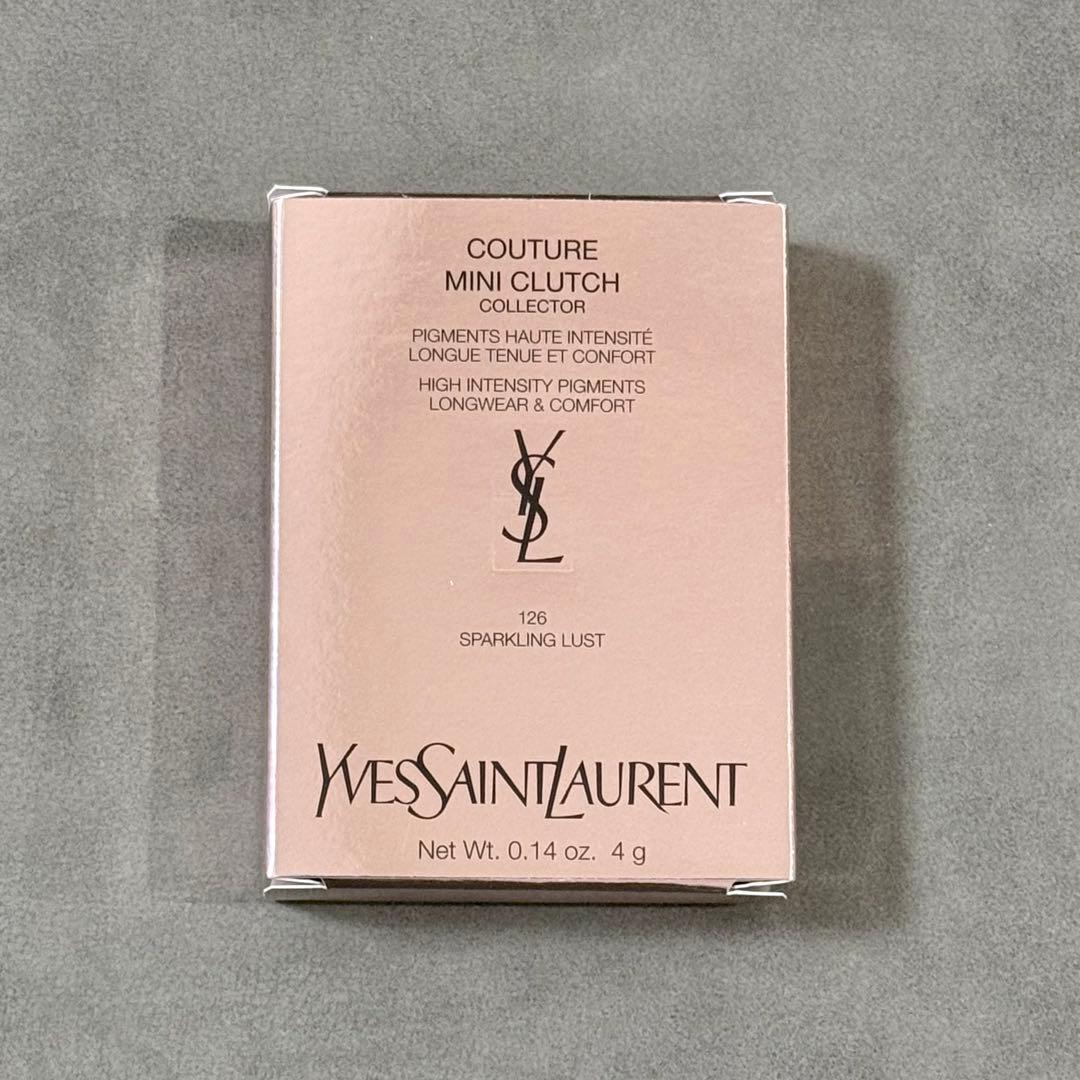 COUTURE
MINI CLUTCH
COLLECTOR
PIGMENTS HAUTE INTENSITÉ
LONGUE TENUE ET CONFORT
HIGH INTENSITY PIGMENTS
LONGWEAR & COMFORT
YSL
126
SPARKLING LUST
YVESSAINTLAURENT
Net Wt. 0.14 oz. 4 g